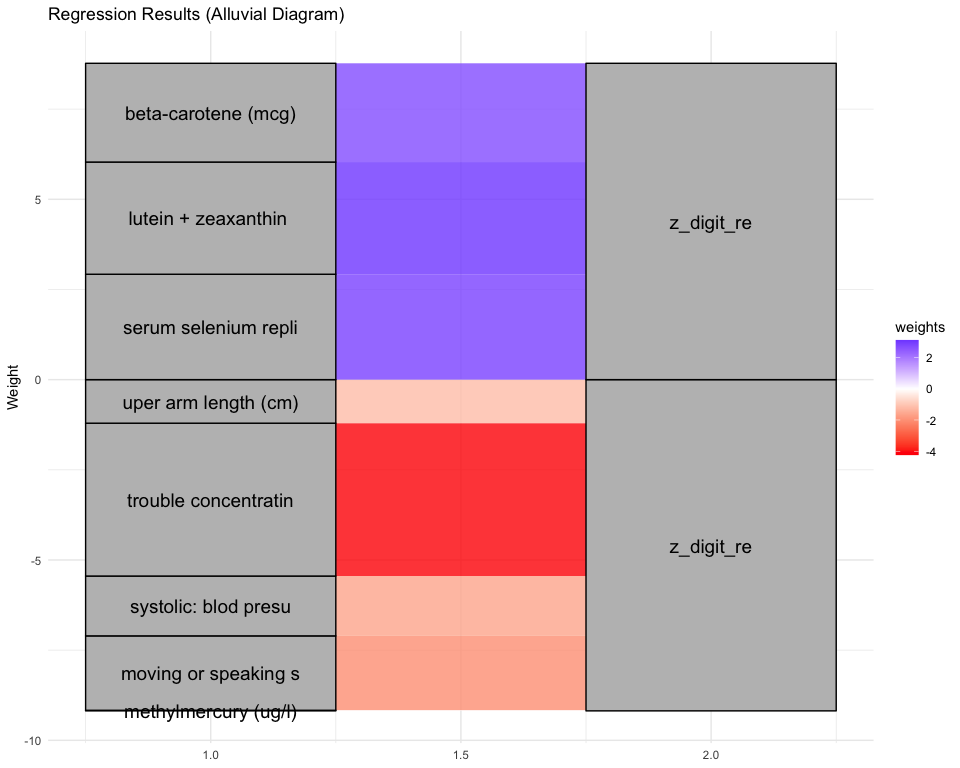 Regression Results (Alluvial Diagram)
beta-carotene (mcg)
lutein + zeaxanthin
serum selenium repli
uper arm length (cm)
trouble concentratin
systolic: blod presu
moving or speaking s
methylmercury (ug/l)
z_digit_re
z_digit_re
Weight
5
0
-5
-10
1.0
1.5
2.0
weights
2
0
-2
-4